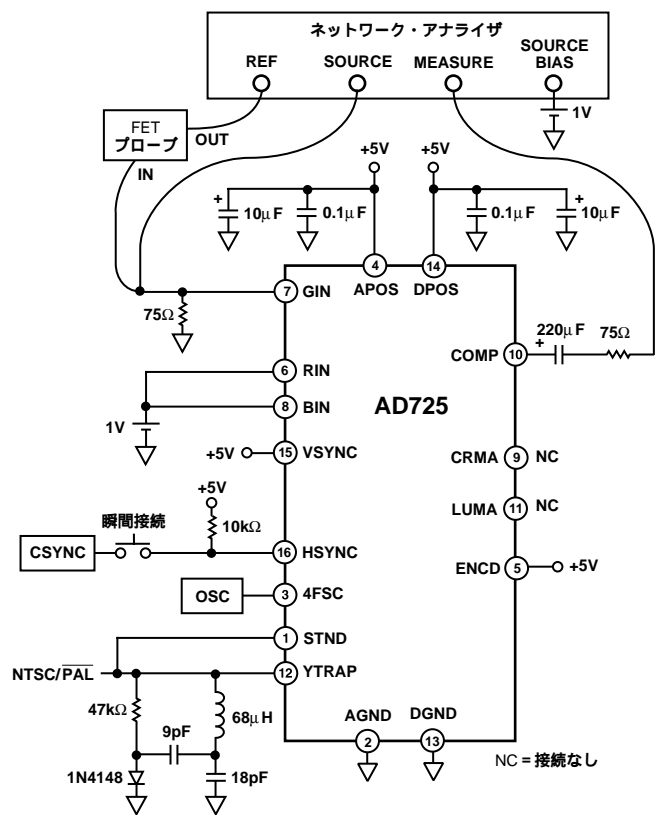 ネットワーク・アナライザ
REF
SOURCE
MEASURE
SOURCE
BIAS
1V
FET
プローブ
OUT
IN
+5V
+5V
+
10μF
0.1μF
0.1μF
+
10μF
4
14
APOS
DPOS
7
GIN
75Ω
220μF
75Ω
+
COMP
10
6
RIN
8
BIN
AD725
1V
+5V
15
VSYNC
CRMA
9
NC
+5V
10kΩ
瞬間接続
LUMA
11
NC
CSYNC
16
HSYNC
ENCD
5
+5V
OSC
3
4FSC
1
STND
NTSC/PAL
12
YTRAP
47kΩ
68μH
9pF
AGND
DGND
2
13
1N4148
18pF
NC = 接続なし